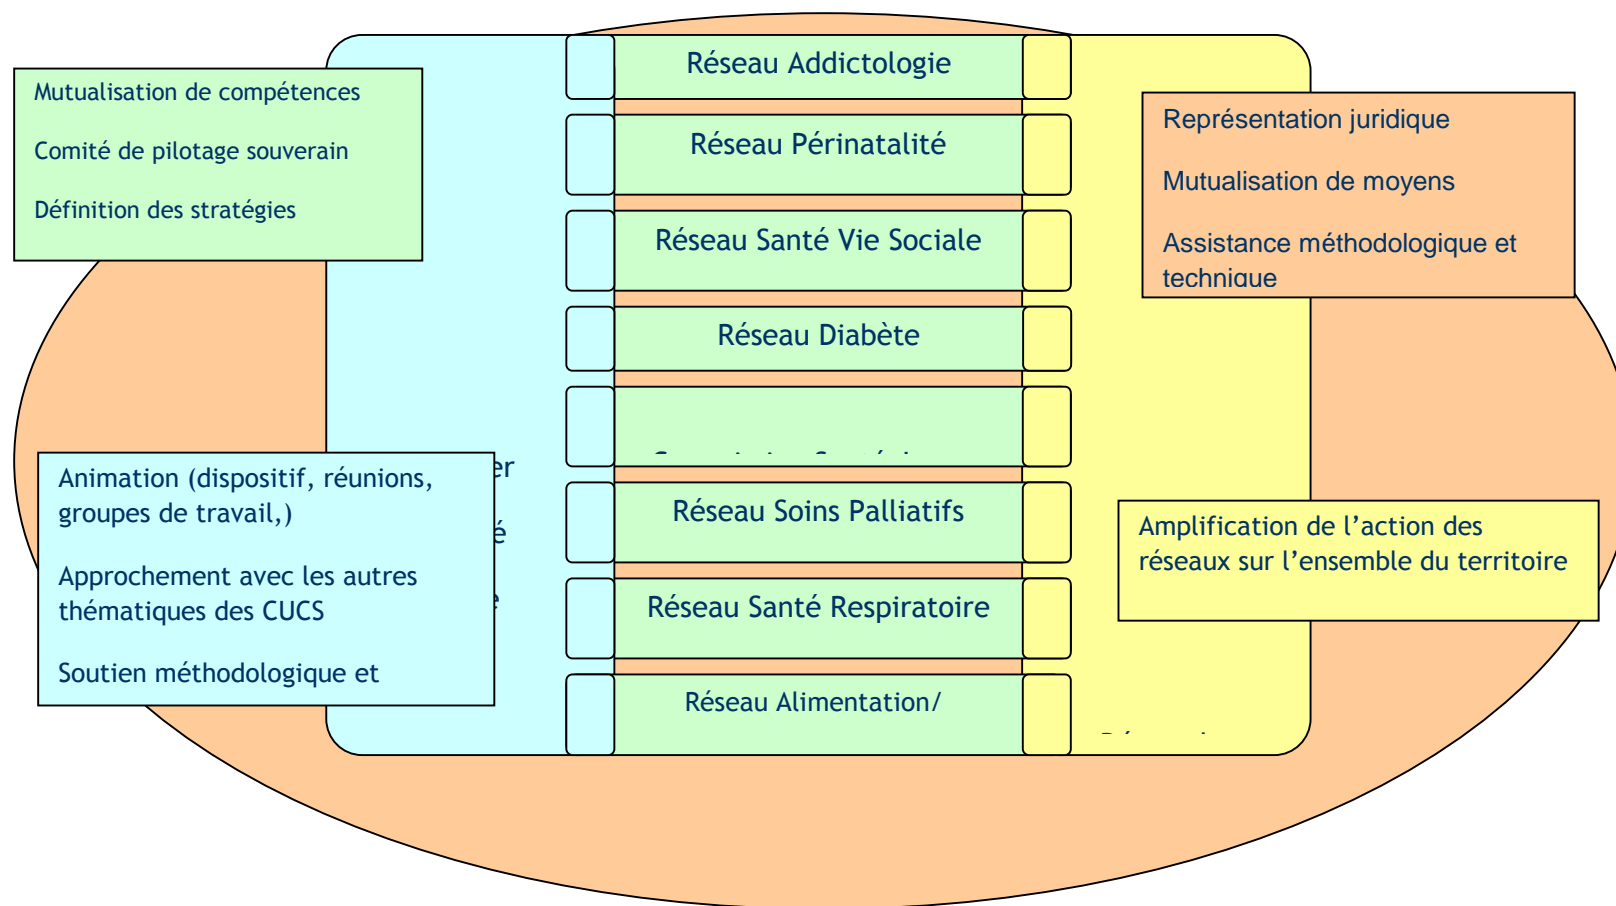 Réseau Addictologie
Réseau Périnatalité
Réseau Santé Vie Sociale
Réseau Diabète
Réseau Soins Palliatifs
Réseau Santé Respiratoire
Réseau Alimentation/
Mutualisation de compétences
Comité de pilotage souverain
Définition des stratégies
Représentation juridique
Mutualisation de moyens
Assistance méthodologique et
technique
Animation (dispositif, réunions,
groupes de travail,)
Approchement avec les autres
thématiques des CUCS
Soutien méthodologique et
Amplification de l’action des
réseaux sur l’ensemble du territoire